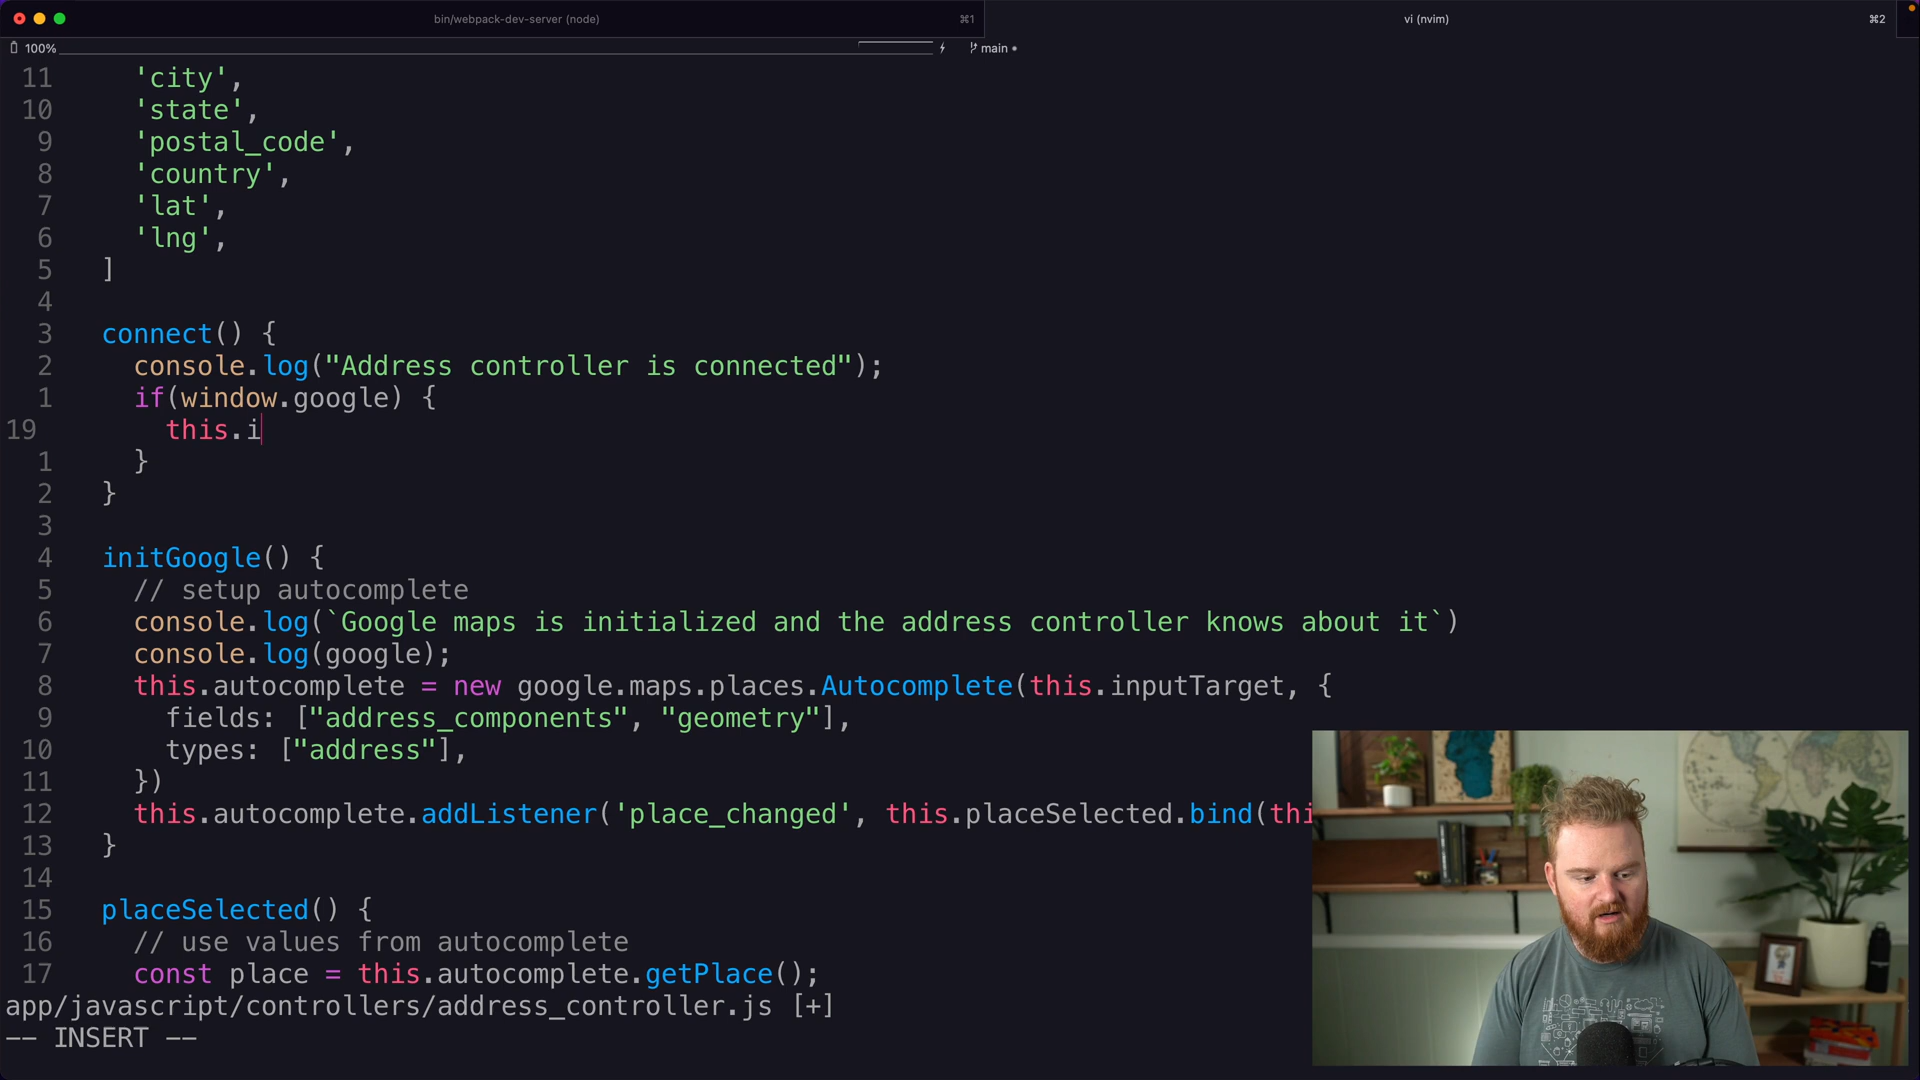 bin/webpack-dev-server (node) ⌘1 vi (nvim) ⌘2
100% main •
11 'city',
10 'state',
9 'postal_code',
8 'country',
7 'lat',
6 'lng',
5 ]
4
3 connect() {
2 console.log("Address controller is connected");
1 if(window.google) {
19 this.i
1 }
2 }
3
4 initGoogle() {
5 // setup autocomplete
6 console.log(`Google maps is initialized and the address controller knows about it`)
7 console.log(google);
8 this.autocomplete = new google.maps.places.Autocomplete(this.inputTarget, {
9 fields: ["address_components", "geometry"],
10 types: ["address"],
11 })
12 this.autocomplete.addListener('place_changed', this.placeSelected.bind(thi
13 }
14
15 placeSelected() {
16 // use values from autocomplete
17 const place = this.autocomplete.getPlace();
app/javascript/controllers/address_controller.js [+]
-- INSERT --